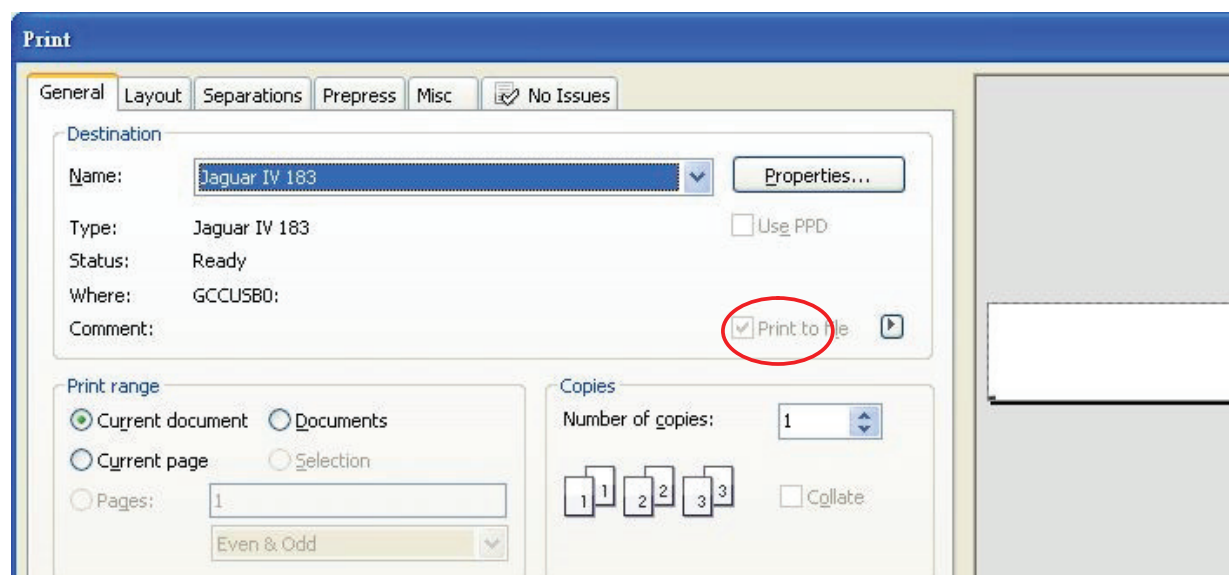 Print
General Layout Separations Prepress Misc No Issues
Destination
Name: Jaguar IV 183 Properties...
Type: Jaguar IV 183 Use PPD
Status: Ready
Where: GCCUSB0:
Comment: Print to file
Print range Copies
Current document Documents Number of copies: 1
Current page Selection
1 1 2 2 3 3 Collate
Pages: 1
Even & Odd